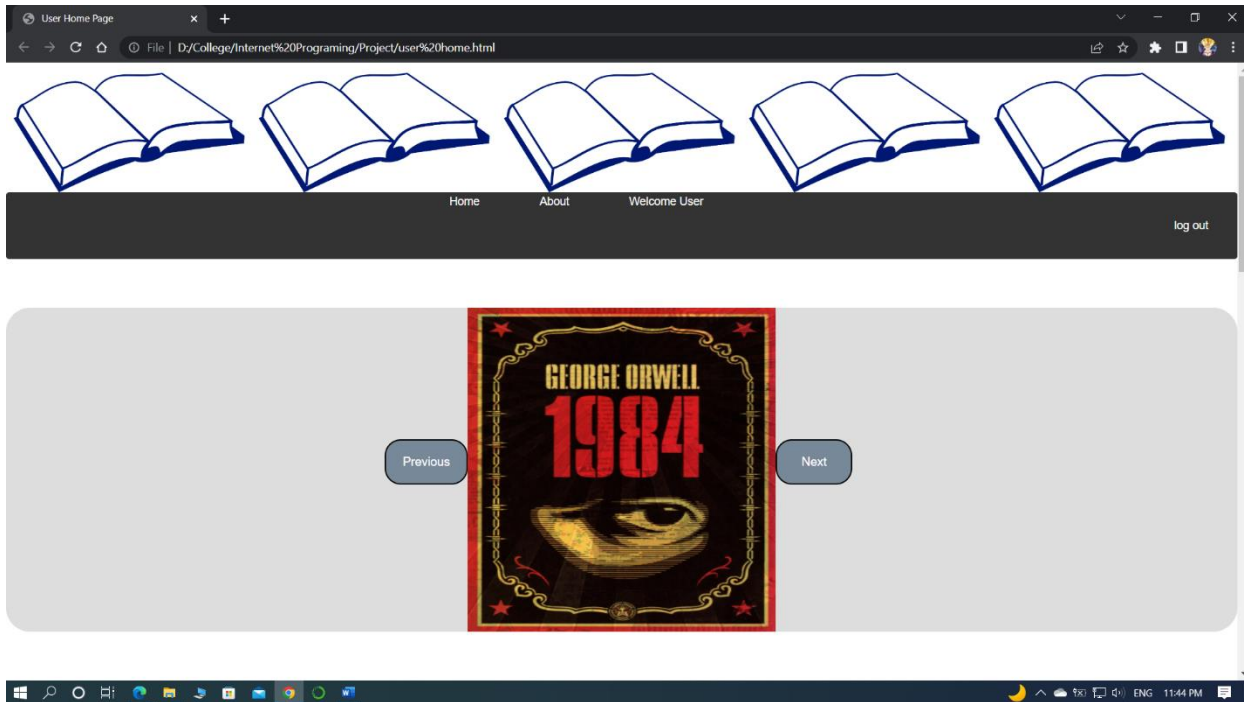 User Home Page
File | D:/College/Internet%20Programing/Project/user%20home.html
Home About Welcome User
log out
GEORGE ORWELL
1984
Previous
Next
ENG 11:44 PM